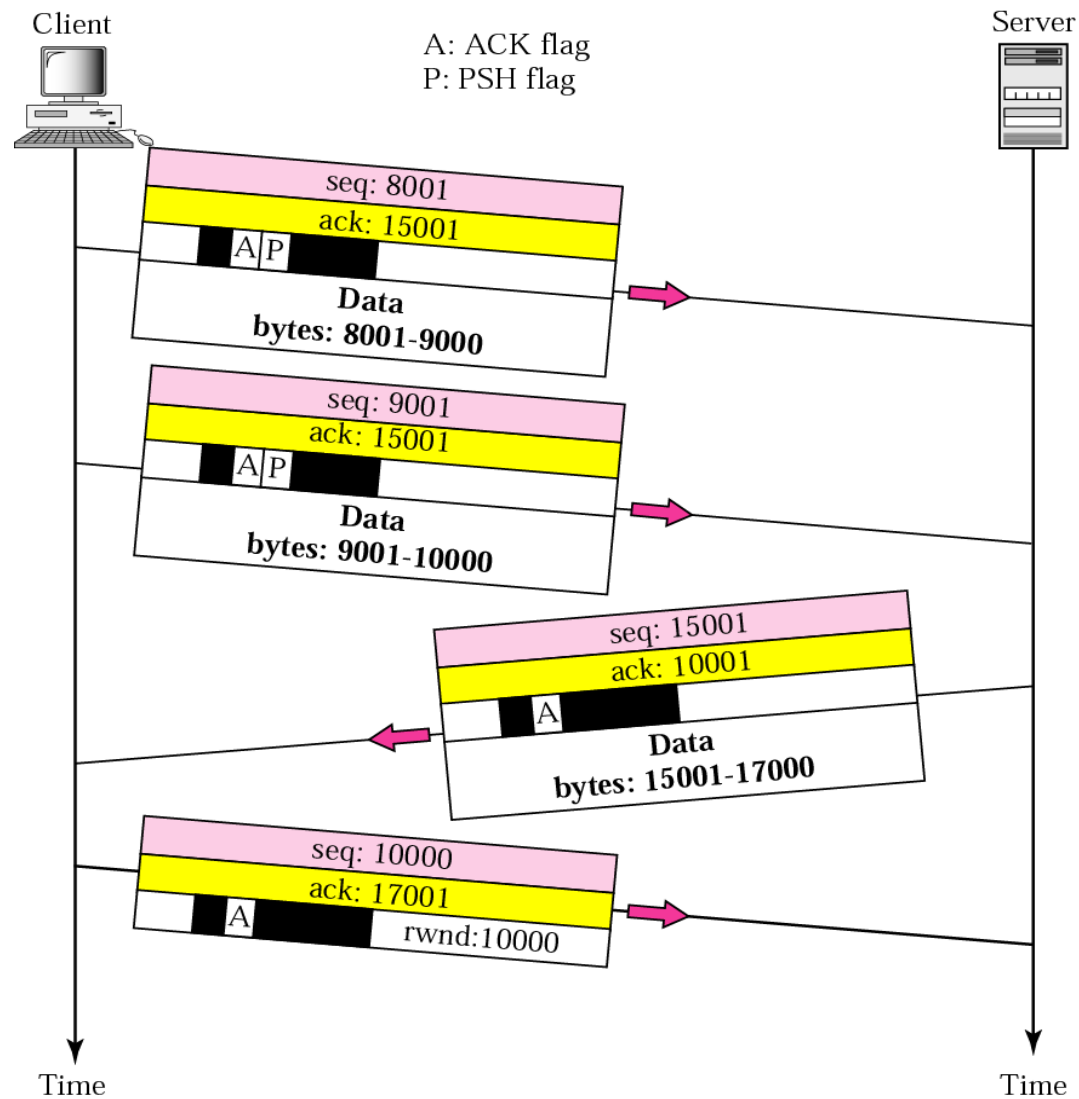 Client
Server
A: ACK flag
P: PSH flag
seq: 8001
ack: 15001
A P
Data
bytes: 8001-9000
seq: 9001
ack: 15001
A P
Data
bytes: 9001-10000
seq: 15001
ack: 10001
A
Data
bytes: 15001-17000
seq: 10000
ack: 17001
A
rwnd:10000
Time
Time